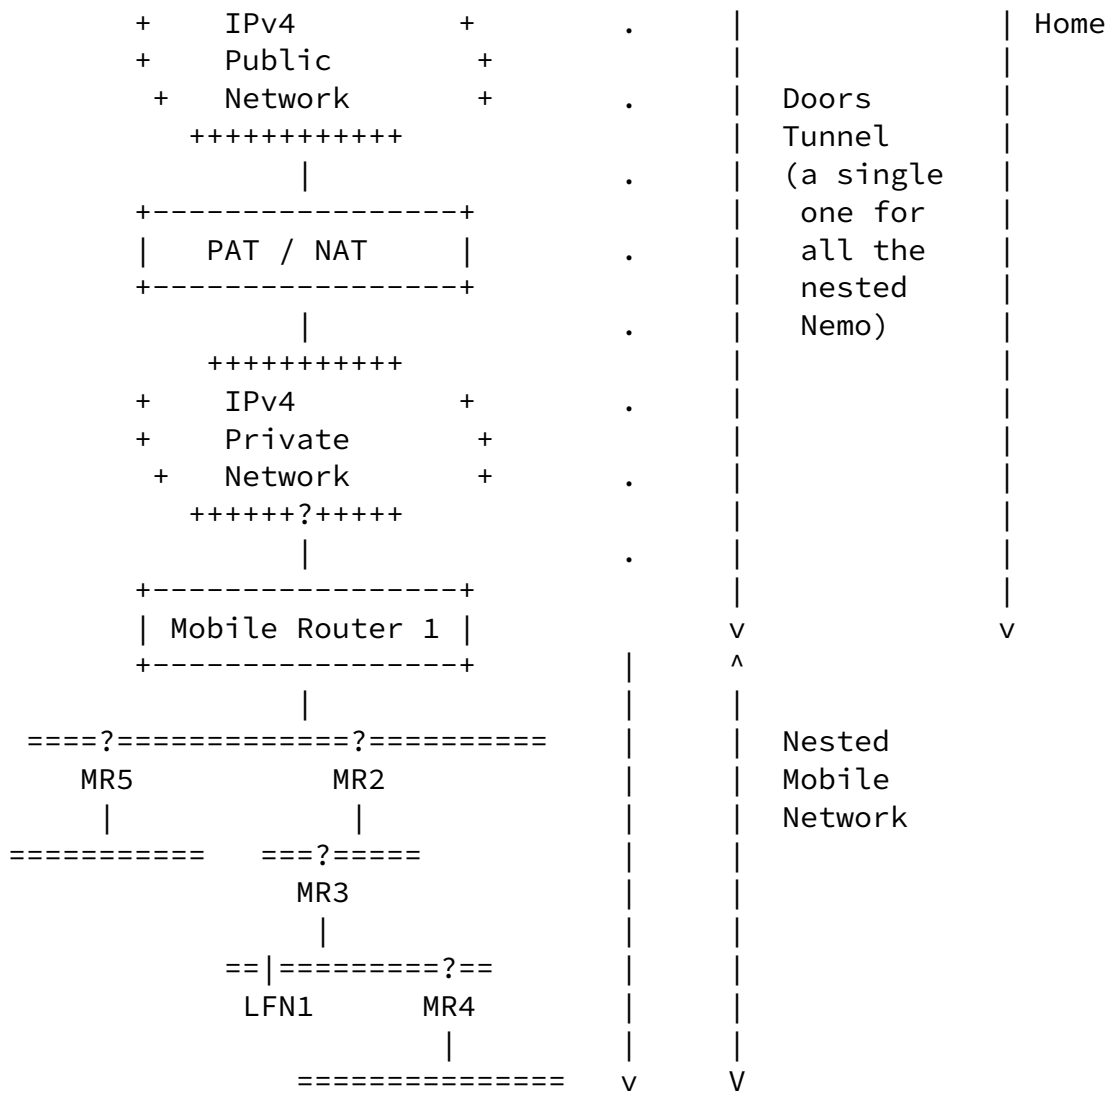 +    IPv4         +        .     |              | Home
+    Public        +             |              |
 +   Network       +       .     |  Doors       |
   ++++++++++++                  |  Tunnel      |
         |                 .     |  (a single   |
+-----------------+              |   one for    |
|   PAT / NAT     |        .     |   all the    |
+-----------------+              |   nested     |
         |                 .     |   Nemo)      |
    +++++++++++                  |              |
+    IPv4         +        .     |              |
+    Private       +             |              |
 +   Network       +       .     |              |
   ++++++?+++++                  |              |
         |                 .     |              |
+-----------------+              |              |
| Mobile Router 1 |              v              v
+-----------------+        |     ^
         |                 |     |
====?=============?==========    |     |  Nested
MR5            MR2               |     |  Mobile
|             |                  |     |  Network
===========   ===?=====          |     |
MR3                        |     |
|                          |     |
==|=========?==            |     |
LFN1      MR4              |     |
|                          |     |
===============   v     V